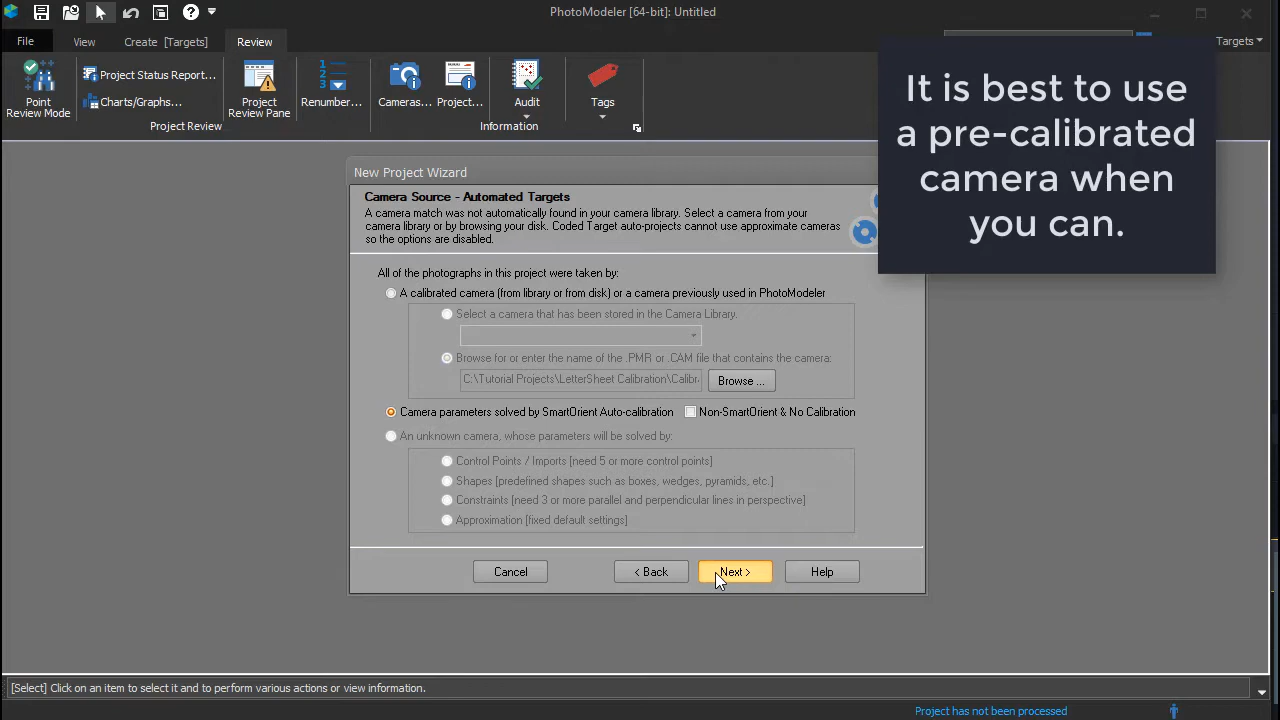 PhotoModeler [64-bit]: Untitled
File
View
Create [Targets]
Review
Targets
Point Review Mode
Project Status Report...
Charts/Graphs...
Project Review Pane
Renumber...
Cameras...
Project...
Audit
Tags
Project Review
Information
It is best to use
a pre-calibrated
camera when
you can.
New Project Wizard
Camera Source - Automated Targets
A camera match was not automatically found in your camera library. Select a camera from your
camera library or by browsing your disk. Coded Target auto-projects cannot use approximate cameras
so the options are disabled.
All of the photographs in this project were taken by:
A calibrated camera (from library or from disk) or a camera previously used in PhotoModeler
Select a camera that has been stored in the Camera Library.
Browse for or enter the name of the .PMR or .CAM file that contains the camera:
C:\Tutorial Projects\LetterSheet Calibration\Calibr
Browse ...
Camera parameters solved by SmartOrient Auto-calibration
Non-SmartOrient & No Calibration
An unknown camera, whose parameters will be solved by:
Control Points / Imports [need 5 or more control points]
Shapes [predefined shapes such as boxes, wedges, pyramids, etc.]
Constraints [need 3 or more parallel and perpendicular lines in perspective]
Approximation [fixed default settings]
Cancel
< Back
Next >
Help
[Select] Click on an item to select it and to perform various actions or view information.
Project has not been processed